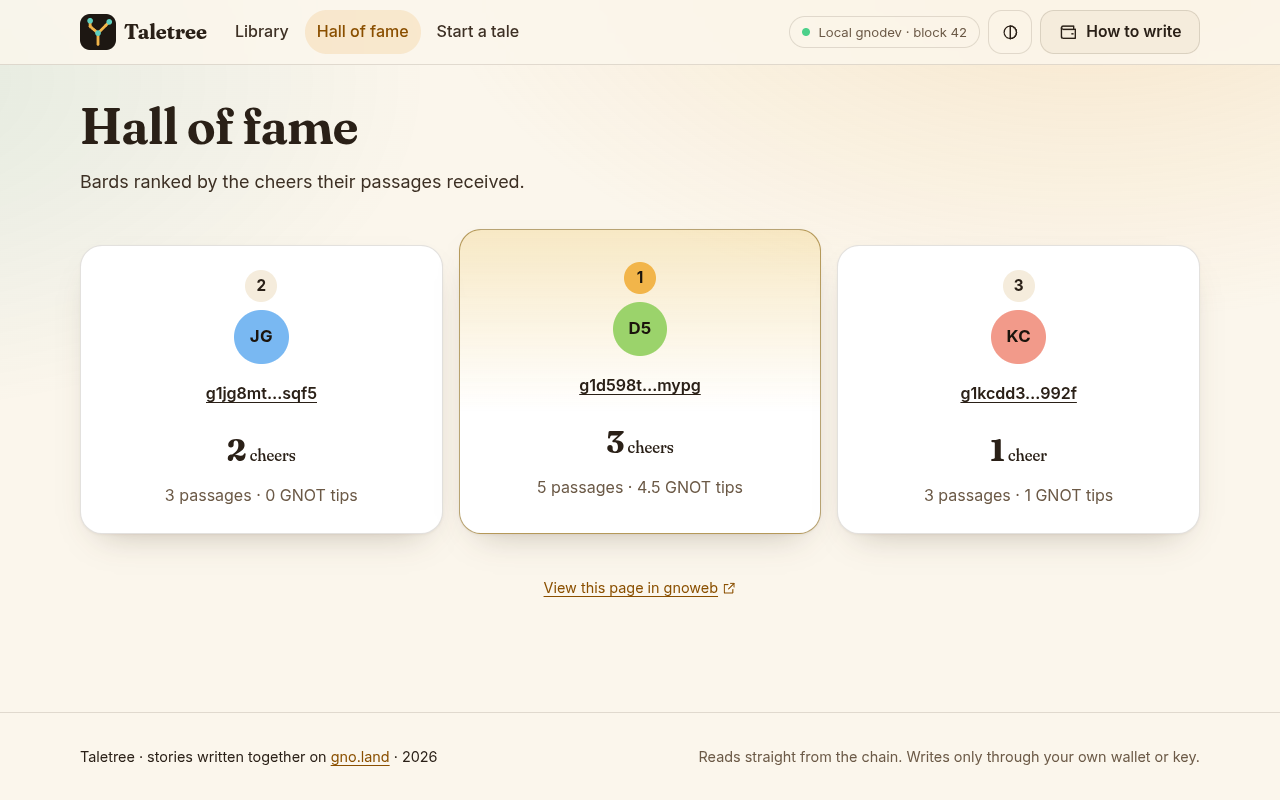 Taletree
Library
Hall of fame
Start a tale
Local gnodev · block 42
How to write
Hall of fame
Bards ranked by the cheers their passages received.
2
JG
g1jg8mt…sqf5
2 cheers
3 passages · 0 GNOT tips
1
D5
g1d598t…mypg
3 cheers
5 passages · 4.5 GNOT tips
3
KC
g1kcdd3…992f
1 cheer
3 passages · 1 GNOT tips
View this page in gnoweb
Taletree · stories written together on gno.land · 2026
Reads straight from the chain. Writes only through your own wallet or key.